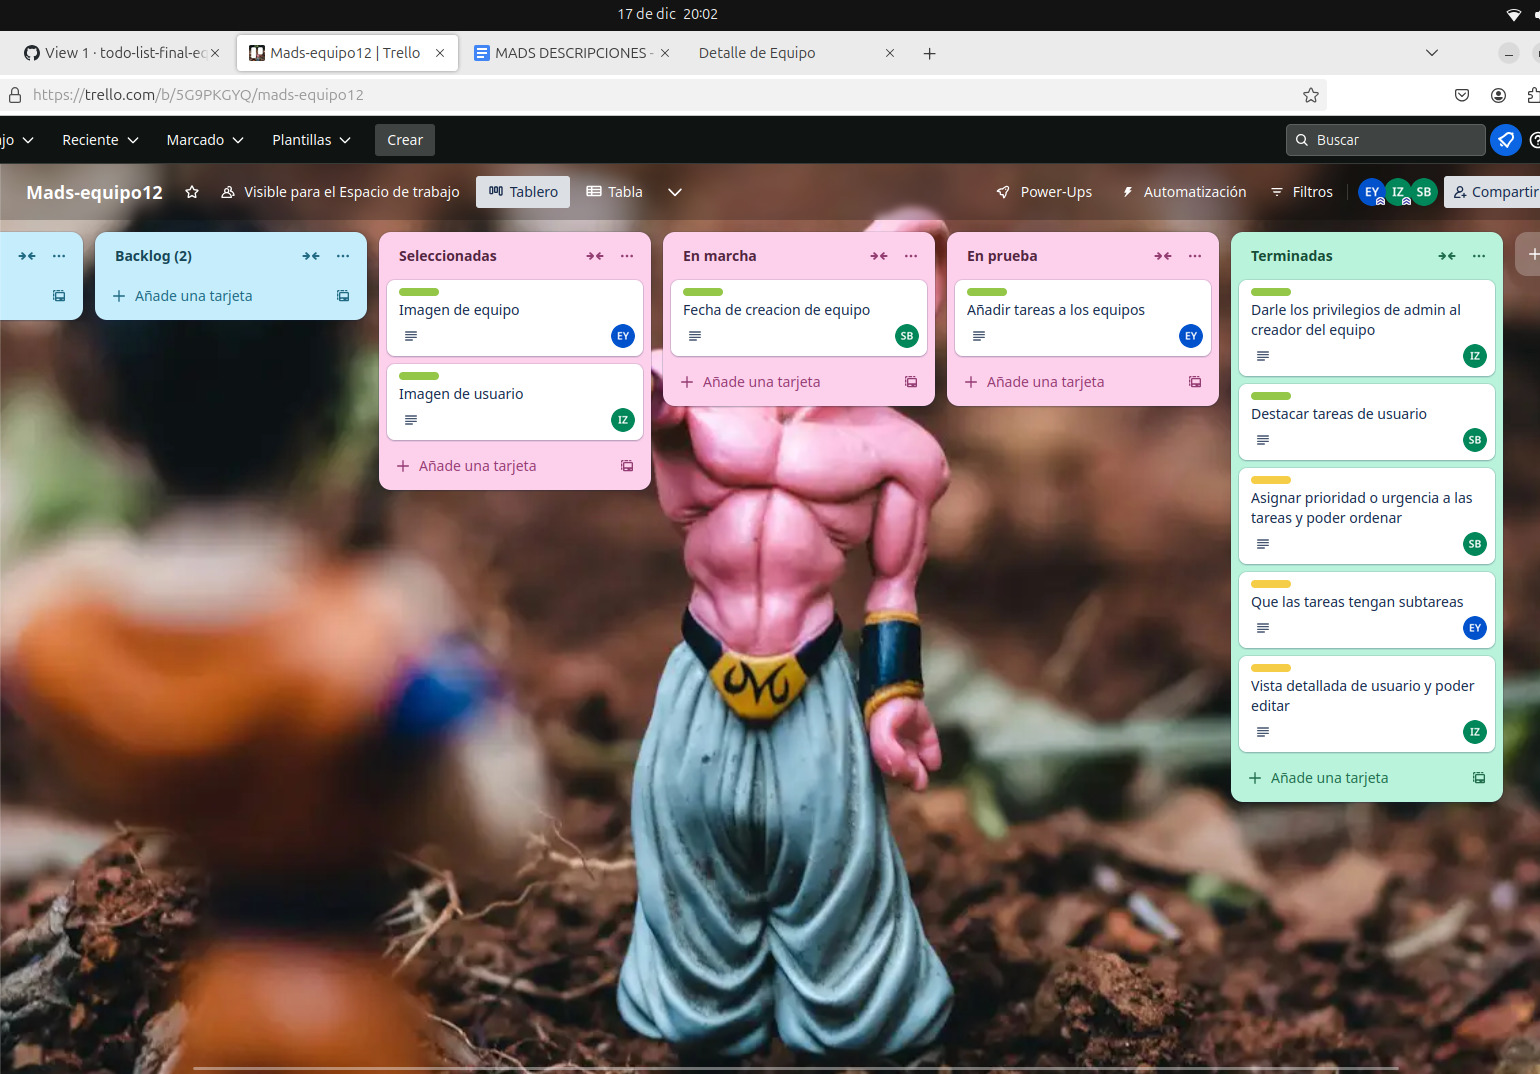 17 de dic 20:02
View 1 · todo-list-final-eq
Mads-equipo12 | Trello
MADS DESCRIPCIONES -
Detalle de Equipo
https://trello.com/b/5G9PKGYQ/mads-equipo12
jo
Reciente
Marcado
Plantillas
Crear
Buscar
Mads-equipo12
Visible para el Espacio de trabajo
Tablero
Tabla
Power-Ups
Automatización
Filtros
EY
IZ
SB
Compartir
Backlog (2)
Añade una tarjeta
Seleccionadas
Imagen de equipo
EY
Imagen de usuario
IZ
Añade una tarjeta
En marcha
Fecha de creacion de equipo
SB
Añade una tarjeta
En prueba
Añadir tareas a los equipos
EY
Añade una tarjeta
Terminadas
Darle los privilegios de admin al
creador del equipo
IZ
Destacar tareas de usuario
SB
Asignar prioridad o urgencia a las
tareas y poder ordenar
SB
Que las tareas tengan subtareas
EY
Vista detallada de usuario y poder
editar
IZ
Añade una tarjeta